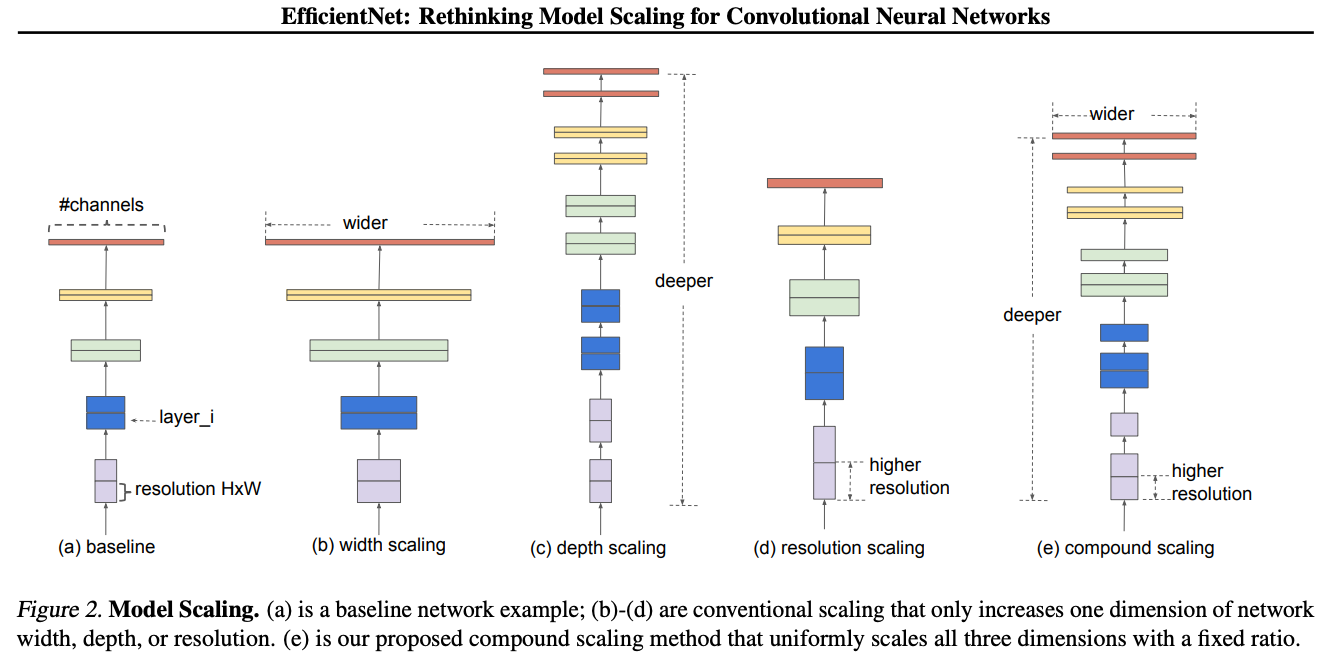 EfficientNet: Rethinking Model Scaling for Convolutional Neural Networks
#channels
layer_i
resolution HxW
(a) baseline
wider
(b) width scaling
deeper
(c) depth scaling
higher
resolution
(d) resolution scaling
wider
deeper
higher
resolution
(e) compound scaling
Figure 2. Model Scaling. (a) is a baseline network example; (b)-(d) are conventional scaling that only increases one dimension of network
width, depth, or resolution. (e) is our proposed compound scaling method that uniformly scales all three dimensions with a fixed ratio.